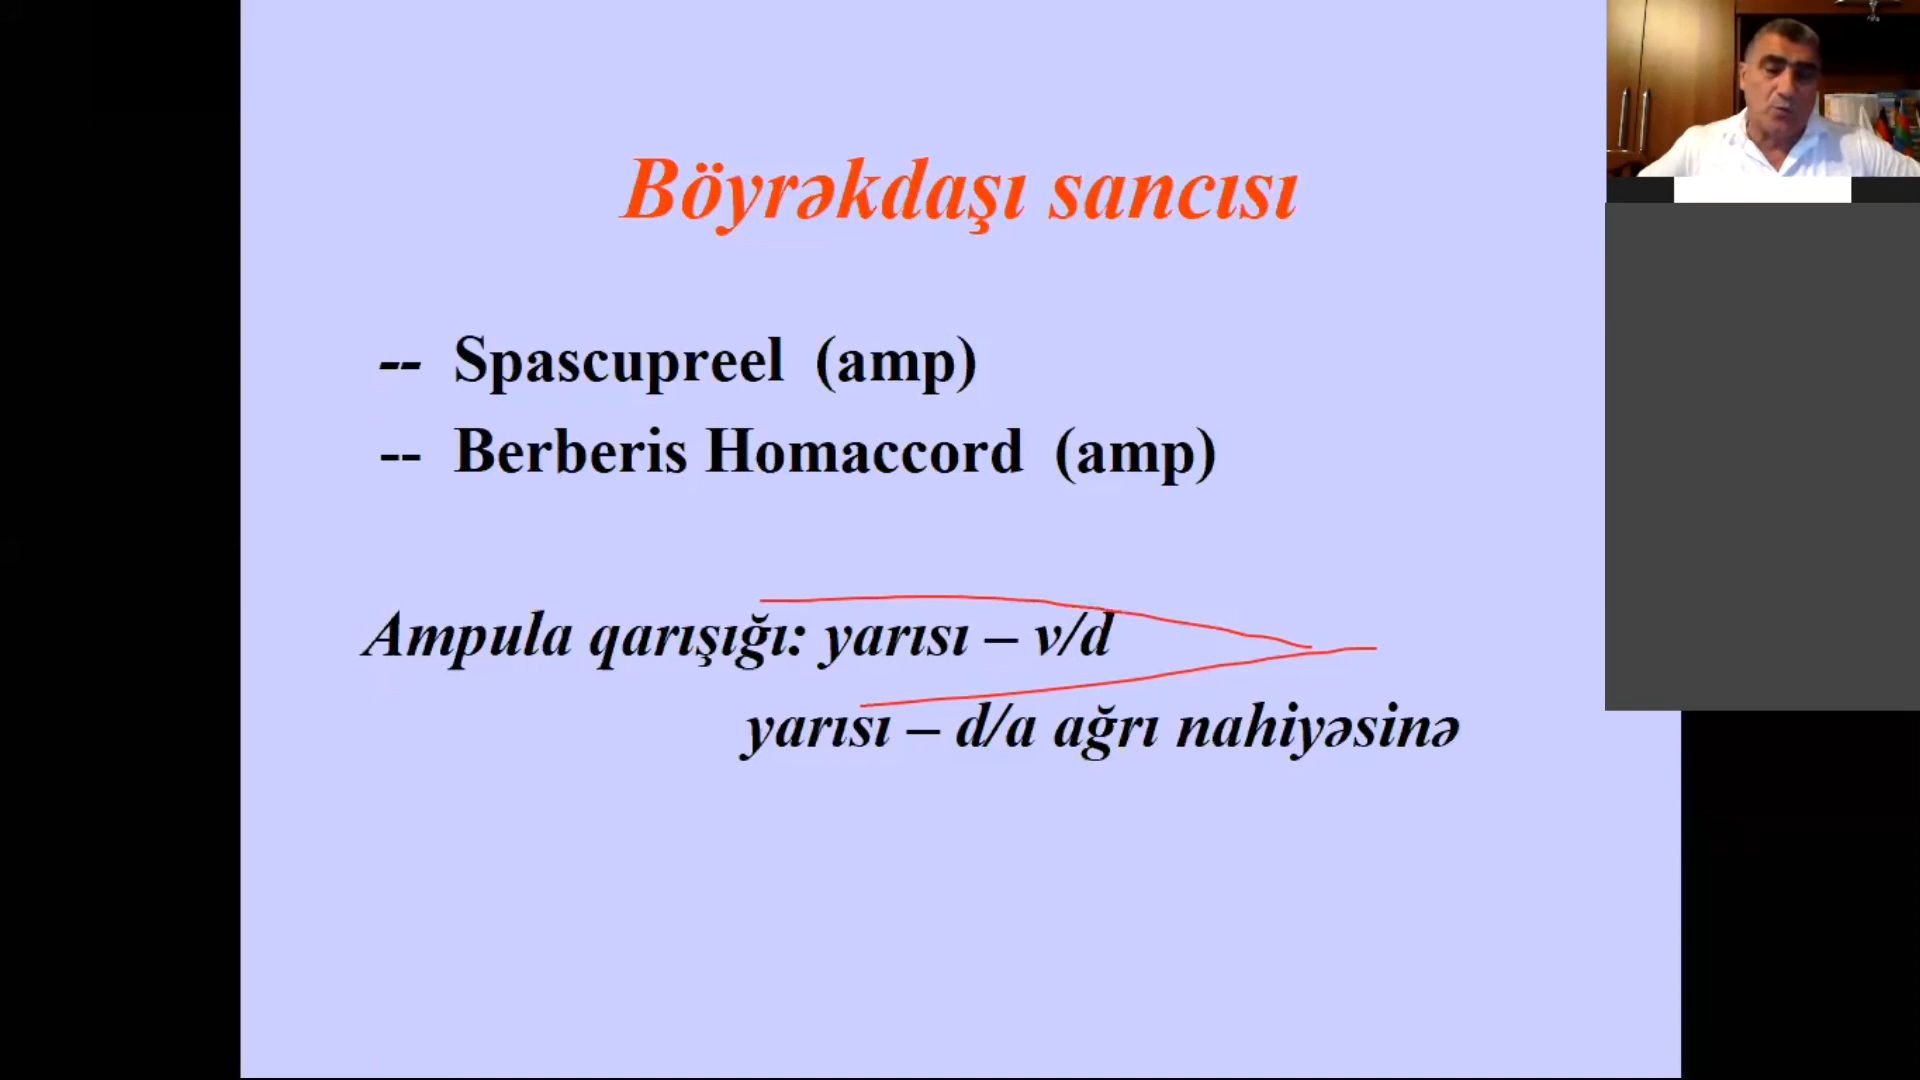 Böyrəkdaşı sancısı
-- Spascupreel (amp)
-- Berberis Homaccord (amp)
Ampula qarışığı: yarısı – v/d
yarısı – d/a ağrı nahiyəsinə